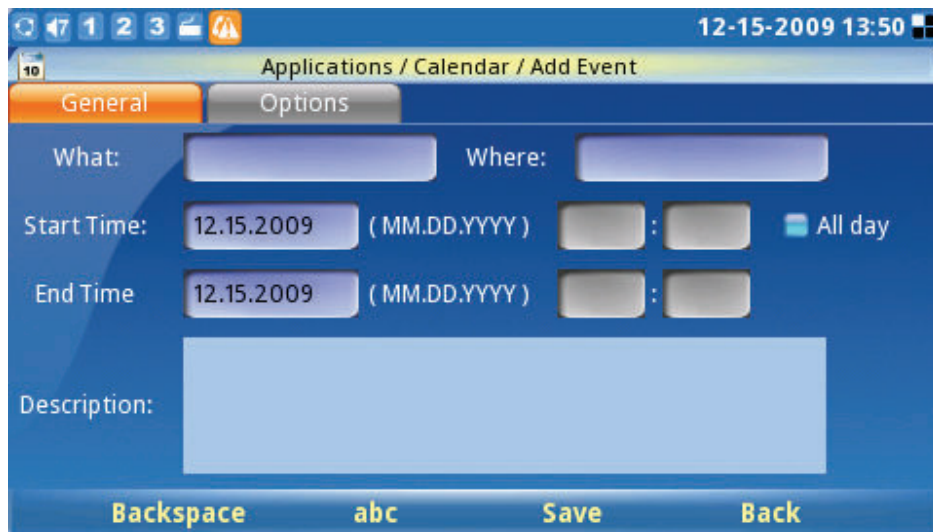 47 1 2 3 12-15-2009 13:50
10 Applications / Calendar / Add Event
General Options
What: Where:
Start Time: 12.15.2009 ( MM.DD.YYYY ) : All day
End Time 12.15.2009 ( MM.DD.YYYY ) :
Description:
Backspace abc Save Back